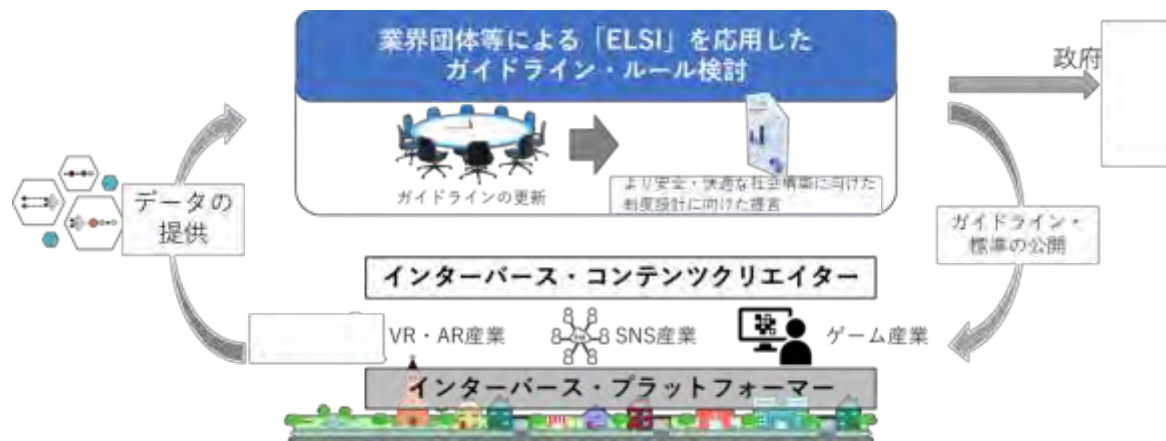 業界団体等による「ELSI」を応用した
ガイドライン・ルール検討
政府
ガイドラインの更新
より安全・快適な社会構築に向けた
制度設計に向けた提言
データの
提供
ガイドライン・
標準の公開
インターバース・コンテンツクリエイター
VR・AR産業
SNS産業
ゲーム産業
インターバース・プラットフォーマー